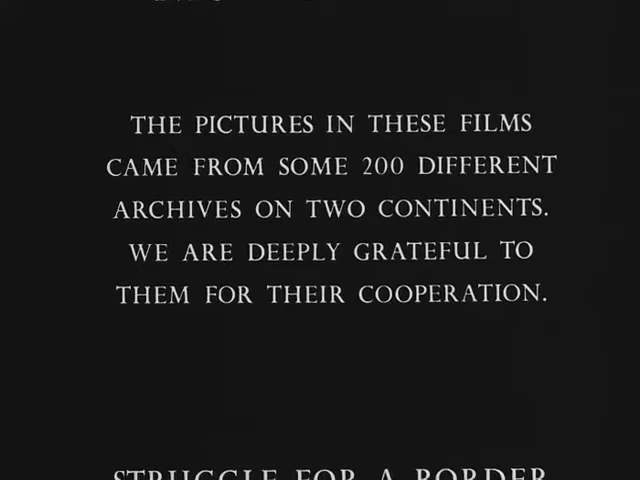 THE PICTURES IN THESE FILMS
CAME FROM SOME 200 DIFFERENT
ARCHIVES ON TWO CONTINENTS.
WE ARE DEEPLY GRATEFUL TO
THEM FOR THEIR COOPERATION.
STRUGGLE FOR A BORDER